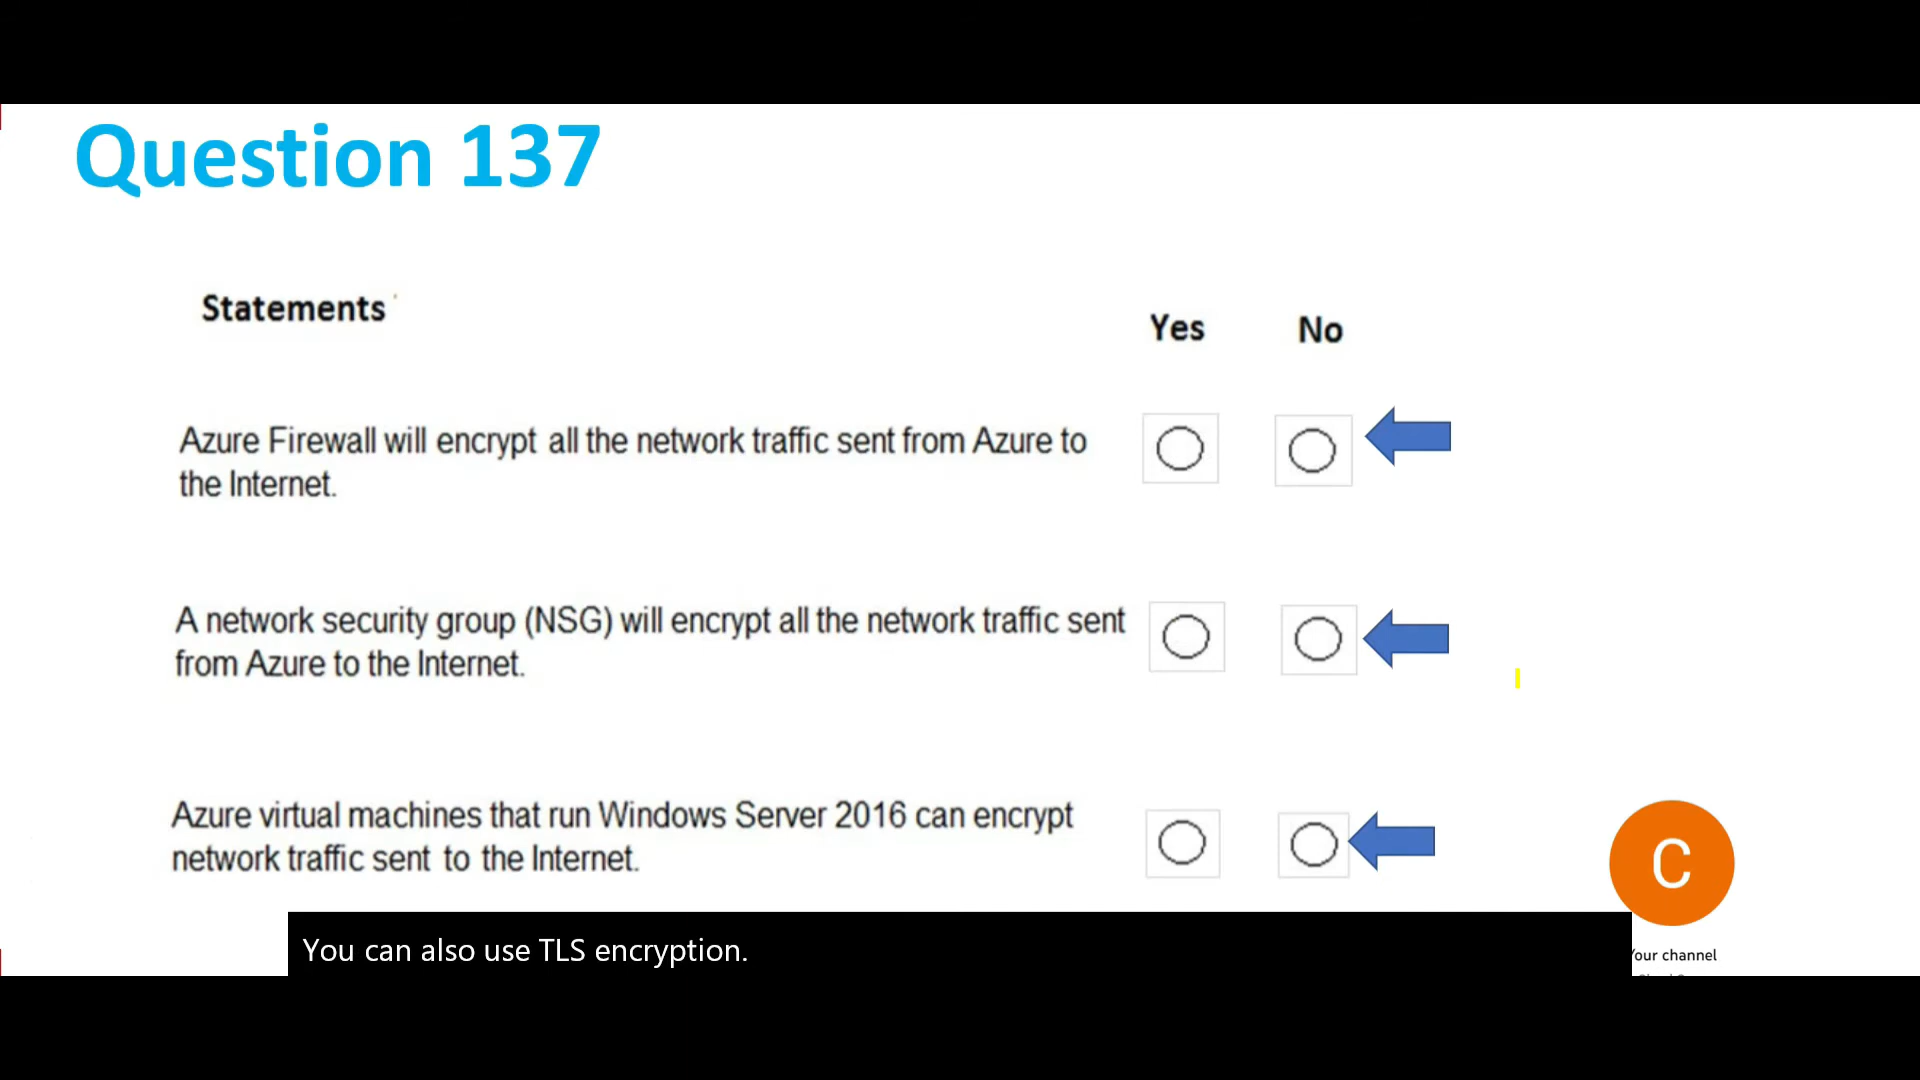 Question 137
Statements
Yes No
Azure Firewall will encrypt all the network traffic sent from Azure to
the Internet.
A network security group (NSG) will encrypt all the network traffic sent
from Azure to the Internet.
Azure virtual machines that run Windows Server 2016 can encrypt
network traffic sent to the Internet.
C
You can also use TLS encryption.
Your channel